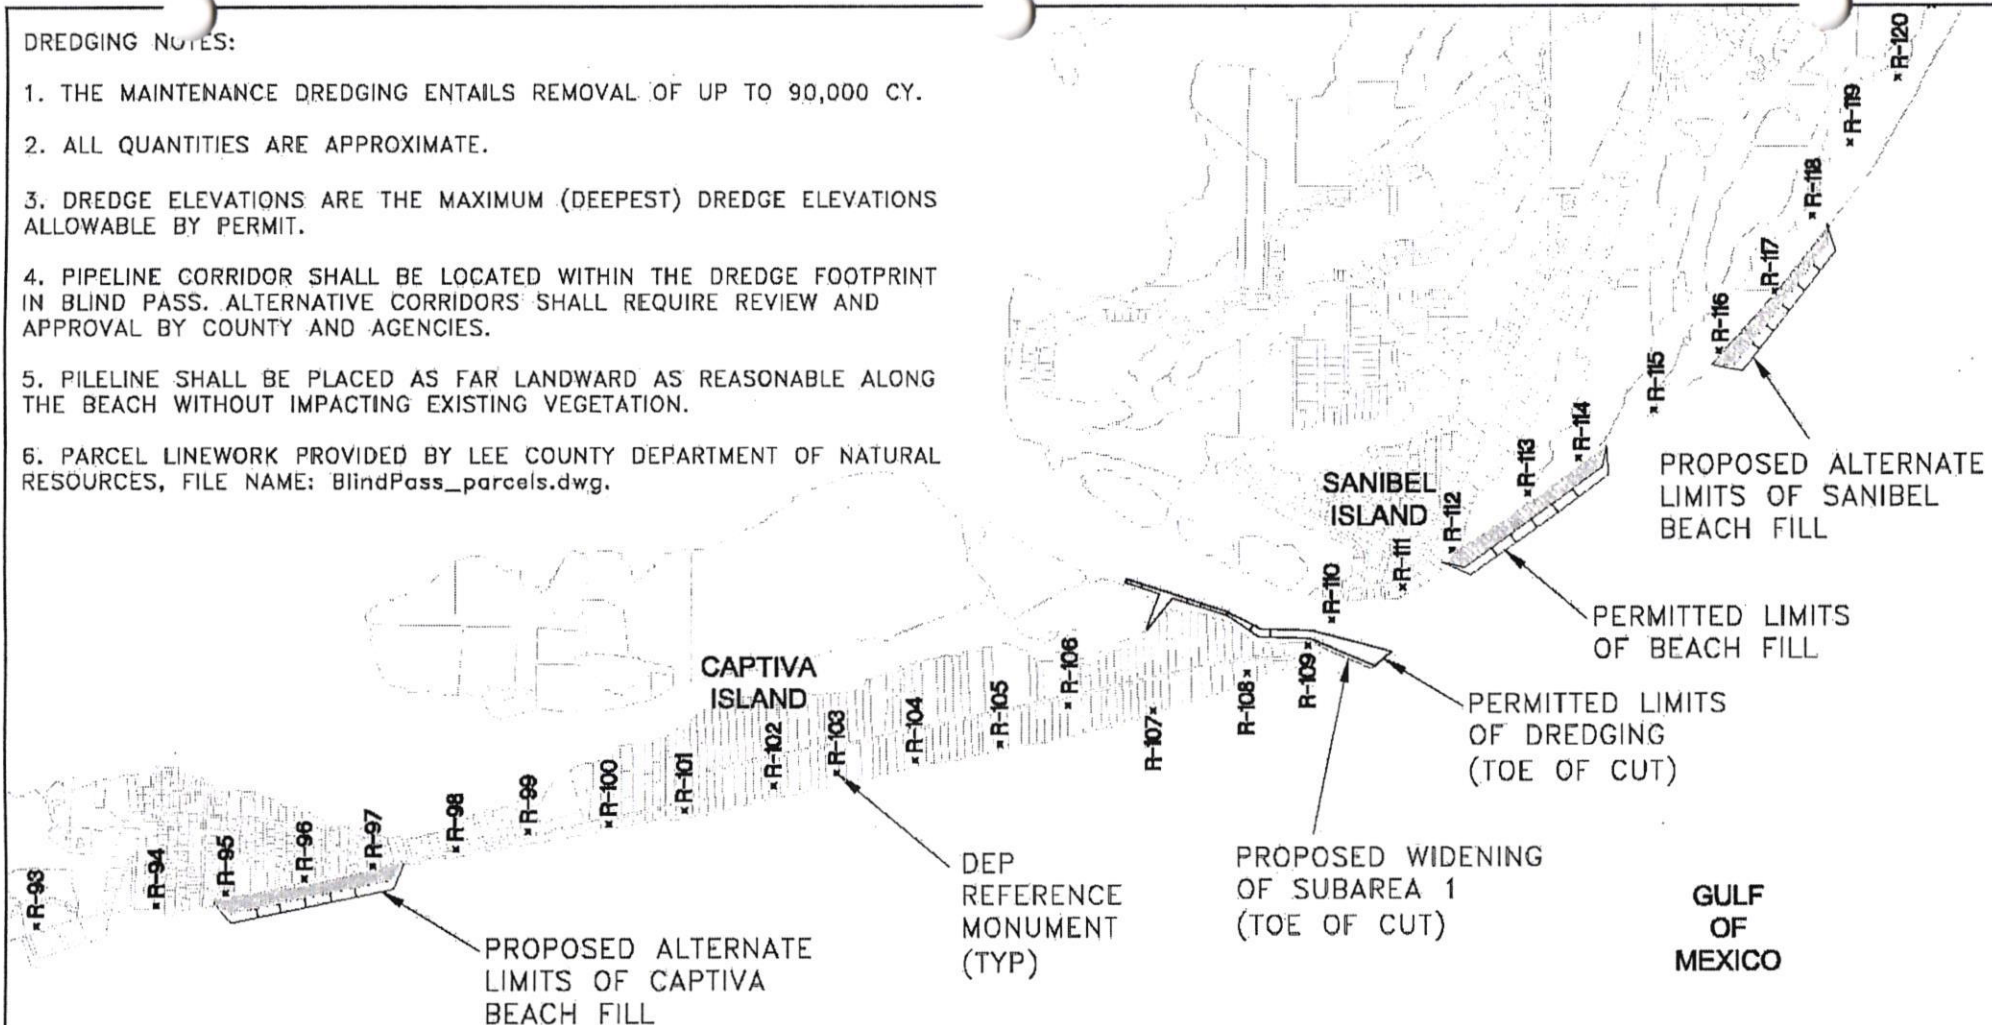 DREDGING NOTES:
1. THE MAINTENANCE DREDGING ENTAILS REMOVAL OF UP TO 90,000 CY.
2. ALL QUANTITIES ARE APPROXIMATE.
3. DREDGE ELEVATIONS ARE THE MAXIMUM (DEEPEST) DREDGE ELEVATIONS
ALLOWABLE BY PERMIT.
4. PIPELINE CORRIDOR SHALL BE LOCATED WITHIN THE DREDGE FOOTPRINT
IN BLIND PASS. ALTERNATIVE CORRIDORS SHALL REQUIRE REVIEW AND
APPROVAL BY COUNTY AND AGENCIES.
5. PILELINE SHALL BE PLACED AS FAR LANDWARD AS REASONABLE ALONG
THE BEACH WITHOUT IMPACTING EXISTING VEGETATION.
6. PARCEL LINEWORK PROVIDED BY LEE COUNTY DEPARTMENT OF NATURAL
RESOURCES, FILE NAME: BlindPass_parcels.dwg.
R-93
R-94
R-95
R-96
R-97
R-98
R-99
R-100
R-101
R-102
R-103
R-104
R-105
R-106
R-107
R-108
R-109
R-110
R-111
R-112
R-113
R-114
R-115
R-116
R-117
R-118
R-119
R-120
CAPTIVA
ISLAND
SANIBEL
ISLAND
PROPOSED ALTERNATE
LIMITS OF SANIBEL
BEACH FILL
PERMITTED LIMITS
OF BEACH FILL
PERMITTED LIMITS
OF DREDGING
(TOE OF CUT)
PROPOSED WIDENING
OF SUBAREA 1
(TOE OF CUT)
DEP
REFERENCE
MONUMENT
(TYP)
PROPOSED ALTERNATE
LIMITS OF CAPTIVA
BEACH FILL
GULF
OF
MEXICO